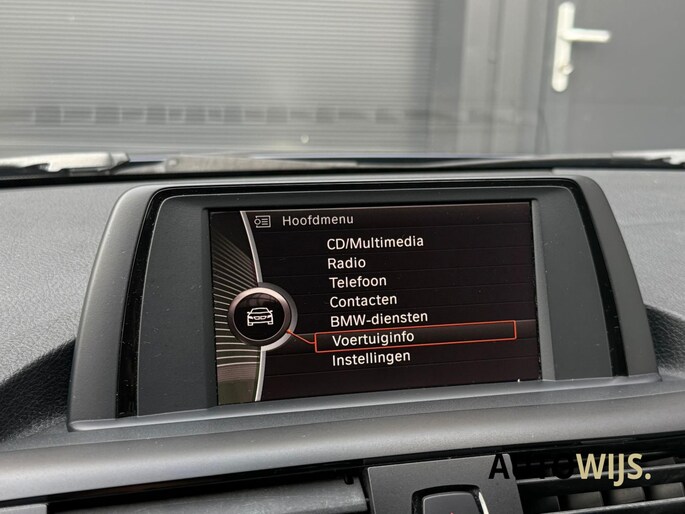 Hoofdmenu
CD/Multimedia
Radio
Telefoon
Contacten
BMW-diensten
Voertuiginfo
Instellingen
AUTOWIJS.